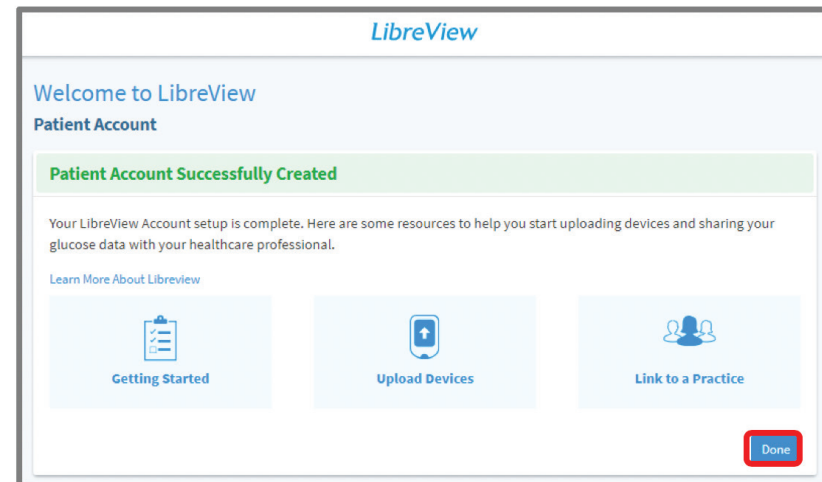 LibreView
Welcome to LibreView
Patient Account
Patient Account Successfully Created
Your LibreView Account setup is complete. Here are some resources to help you start uploading devices and sharing your
glucose data with your healthcare professional.
Learn More About Libreview
Getting Started
Upload Devices
Link to a Practice
Done